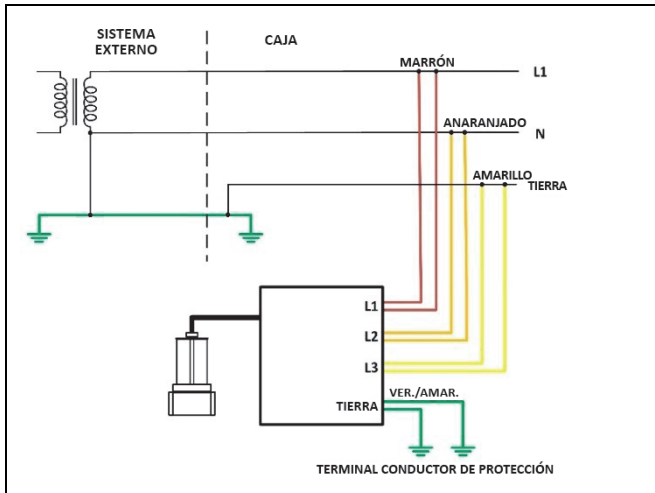 SISTEMA
EXTERNO
CAJA
MARRÓN
L1
ANARANJADO
N
AMARILLO
TIERRA
L1
L2
L3
TIERRA
VER./AMAR.
TERMINAL CONDUCTOR DE PROTECCIÓN